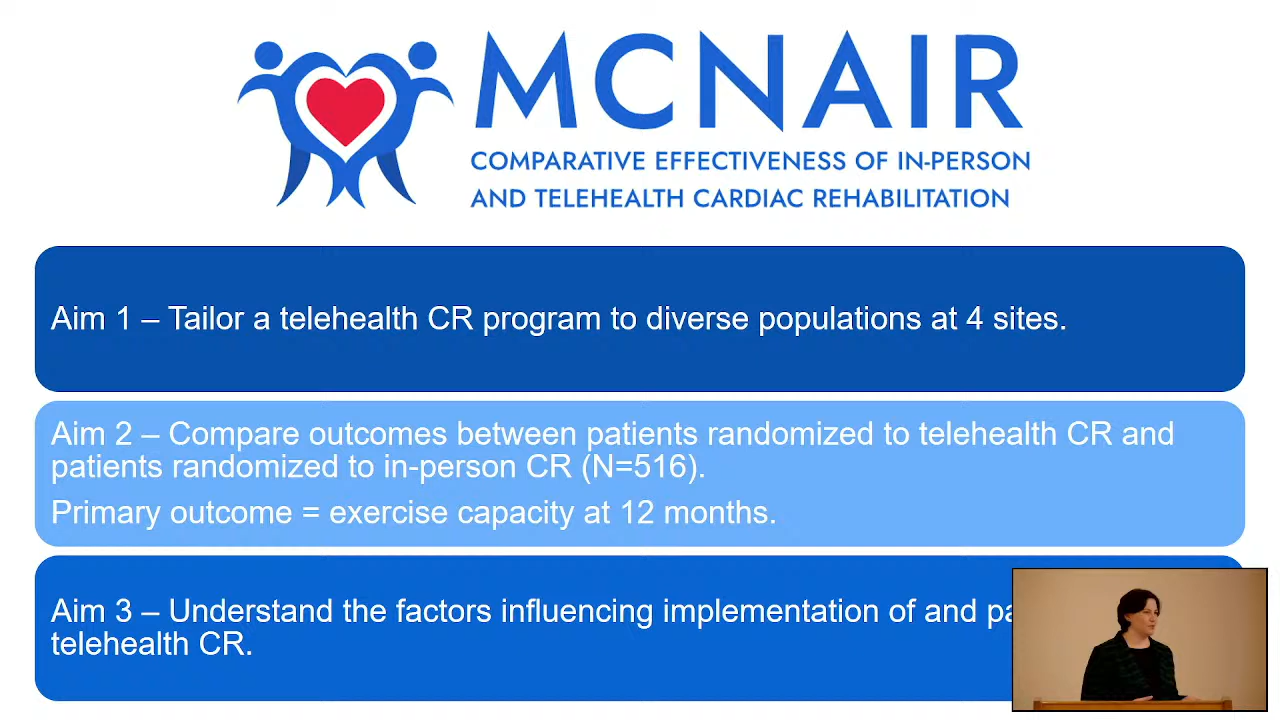 MCNAIR
COMPARATIVE EFFECTIVENESS OF IN-PERSON
AND TELEHEALTH CARDIAC REHABILITATION
Aim 1 – Tailor a telehealth CR program to diverse populations at 4 sites.
Aim 2 – Compare outcomes between patients randomized to telehealth CR and
patients randomized to in-person CR (N=516).
Primary outcome = exercise capacity at 12 months.
Aim 3 – Understand the factors influencing implementation of and
telehealth CR.